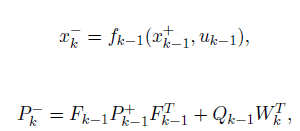 x_k^- = f_{k-1}(x_{k-1}^+, u_{k-1}),
P_k^- = F_{k-1}P_{k-1}^+F_{k-1}^T + Q_{k-1}W_k^T,